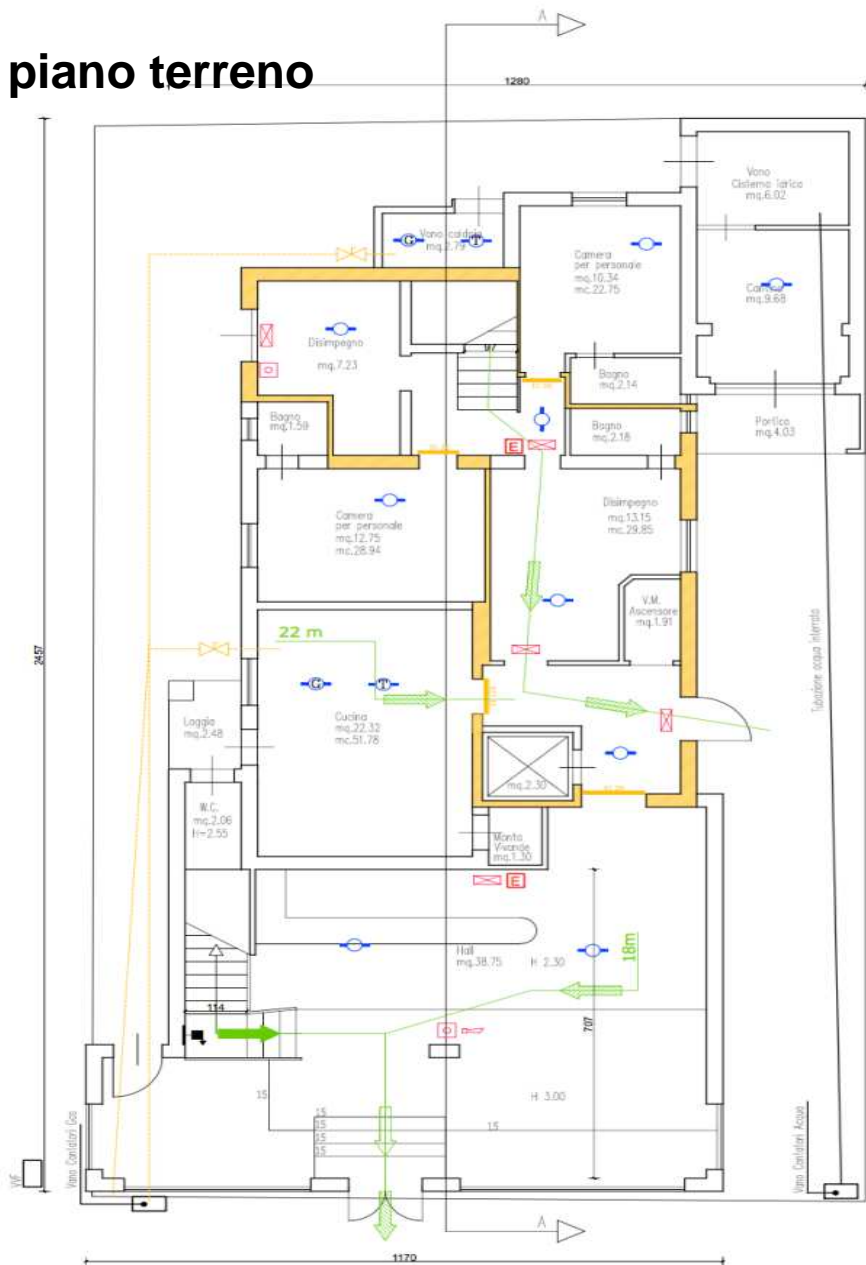 A
piano terreno
1280
Vano
Cisterna idrica
mq.6.02
Vano caldaia
mq.2.79
G
T
Camera
per personale
mq.10.34
mc.22.75
Cantina
mq.9.68
Disimpegno
mq.7.23
97
Bagno
mq.2.14
Bagno
mq.1.59
E
Bagno
mq.2.18
Portico
mq.4.03
Camera
per personale
mq.12.75
mc.28.94
Disimpegno
mq.13.15
mc.29.85
V.M.
Ascensore
mq.1.91
22 m
2457
Tubazione acqua interrata
G
T
Loggia
mq.2.48
Cucina
mq.22.32
mc.51.78
mq.2.30
W.C.
mq.2.06
H=2.55
Monta
Vivande
mq.1.30
E
Hall
mq.38.75
H 2.30
18m
114
707
15
H 3.00
15
15
15
15
15
VVF
Vano Contatori Gas
Vano Contatori Acqua
A
1170